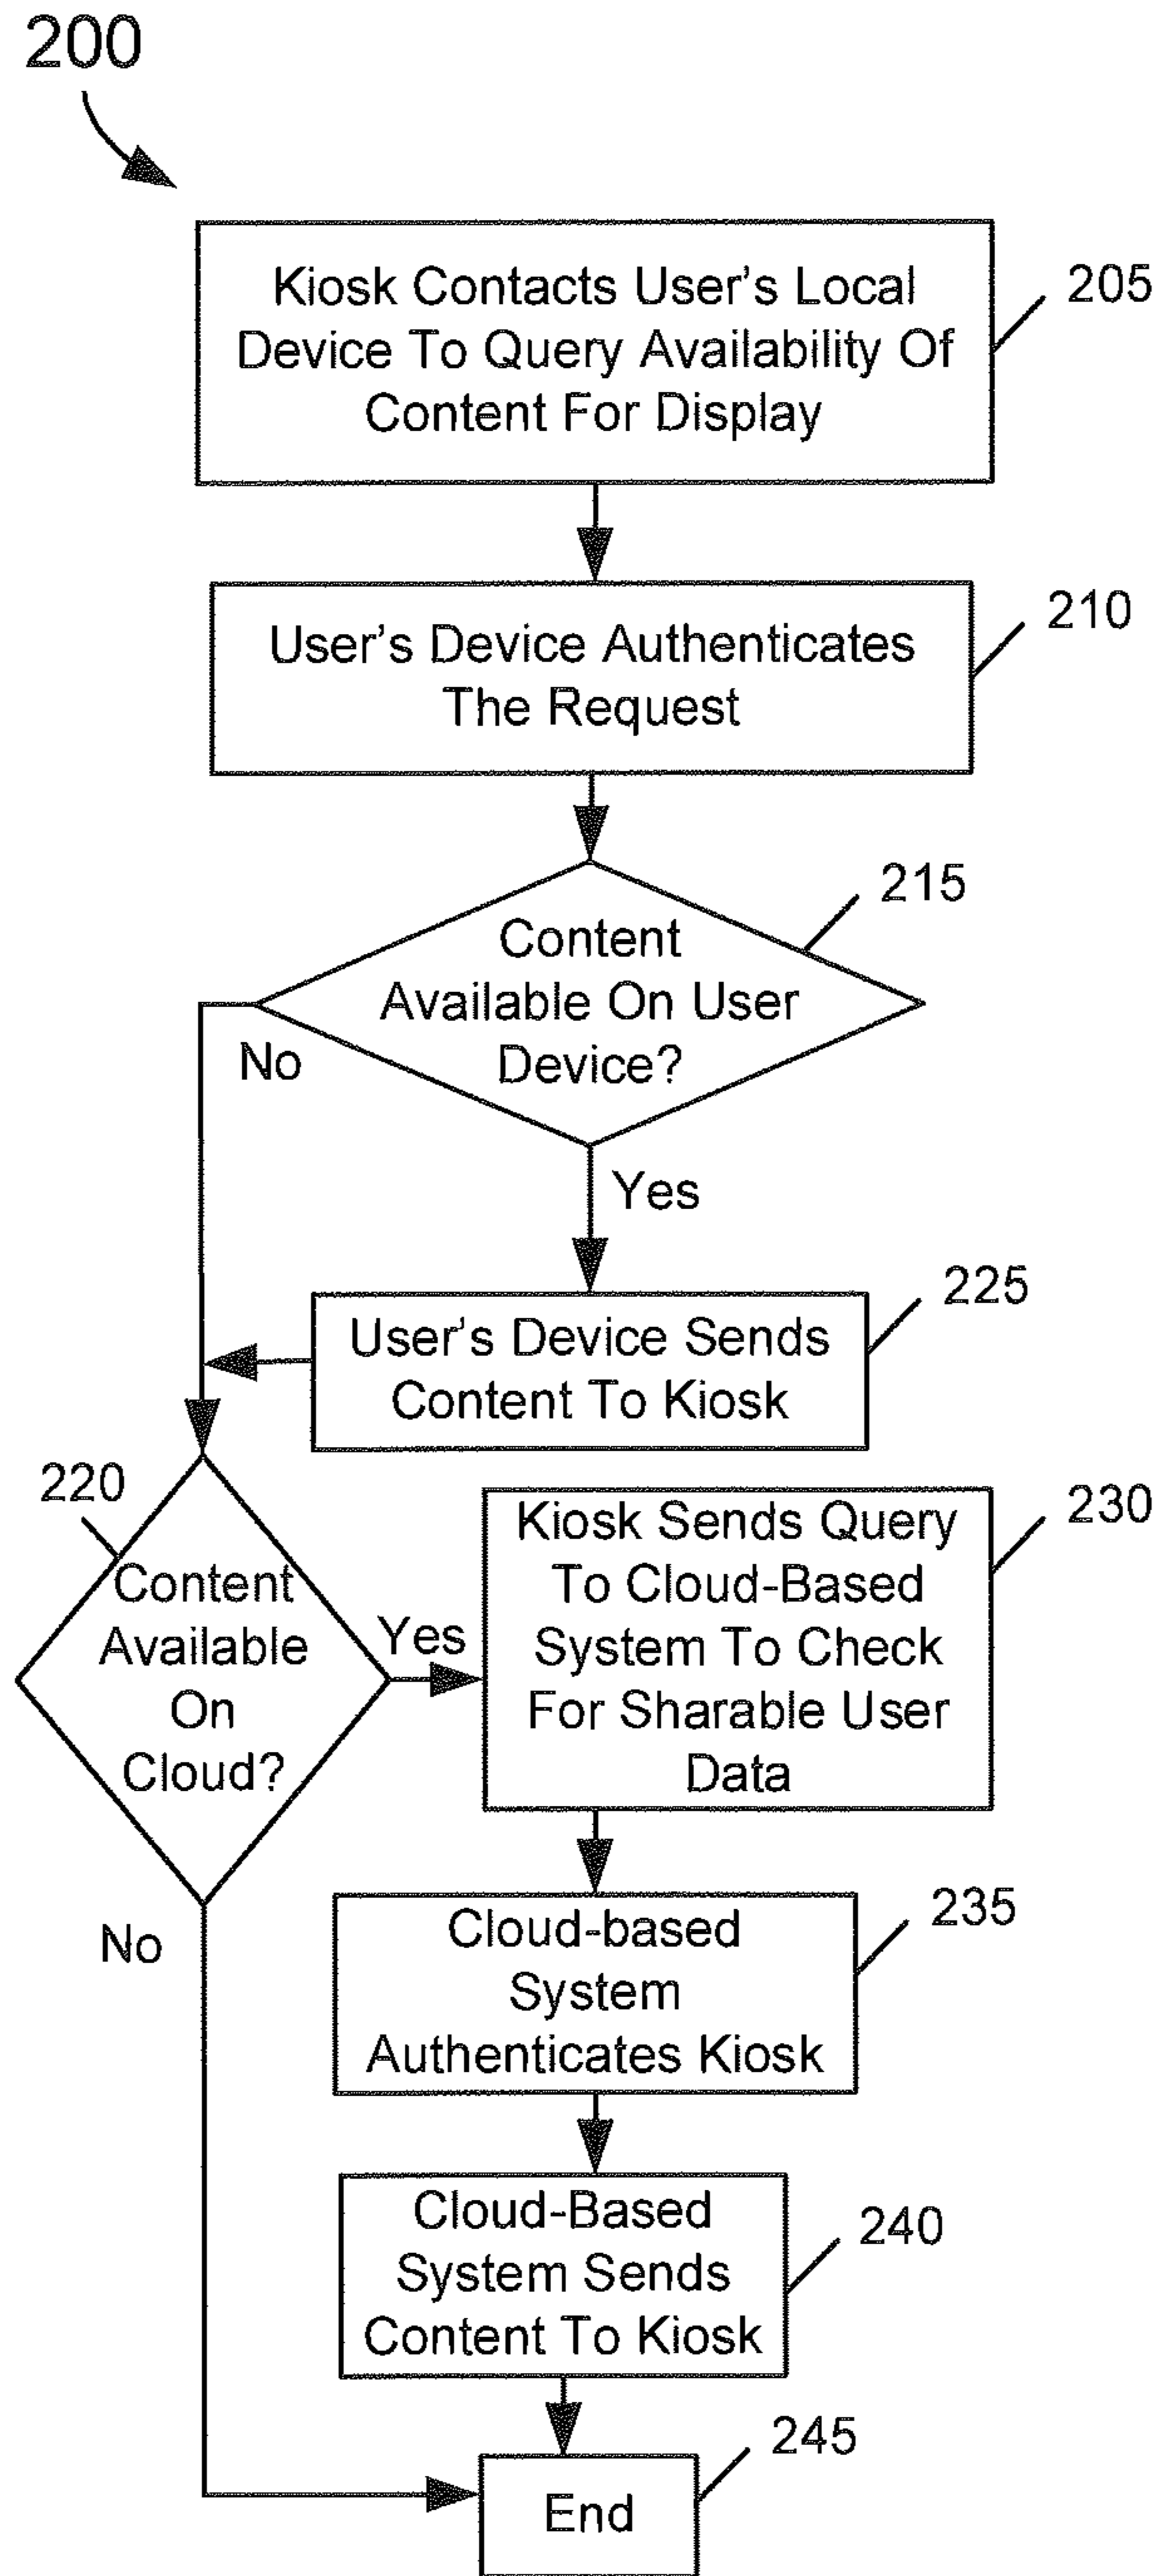 200
Kiosk Contacts User's Local
Device To Query Availability Of
Content For Display
205
User's Device Authenticates
The Request
210
Content
Available On User
Device?
215
No
Yes
User's Device Sends
Content To Kiosk
225
220
Content
Available
On
Cloud?
Yes
No
Kiosk Sends Query
To Cloud-Based
System To Check
For Sharable User
Data
230
Cloud-based
System
Authenticates Kiosk
235
Cloud-Based
System Sends
Content To Kiosk
240
End
245